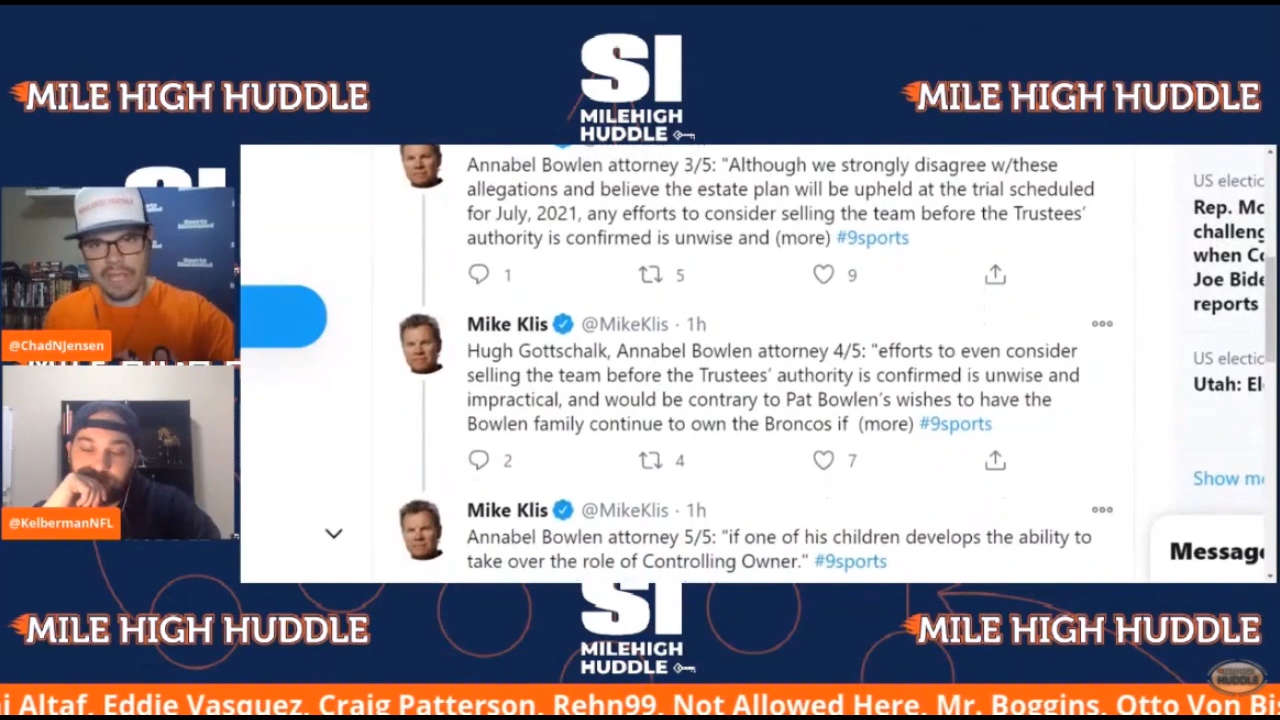 SI
MILEHIGH
HUDDLE
MILE HIGH HUDDLE
MILE HIGH HUDDLE
Annabel Bowlen attorney 3/5: "Although we strongly disagree w/these
allegations and believe the estate plan will be upheld at the trial scheduled
for July, 2021, any efforts to consider selling the team before the Trustees'
authority is confirmed is unwise and (more) #9sports
1
5
9
Mike Klis @MikeKlis · 1h
Hugh Gottschalk, Annabel Bowlen attorney 4/5: "efforts to even consider
selling the team before the Trustees' authority is confirmed is unwise and
impractical, and would be contrary to Pat Bowlen's wishes to have the
Bowlen family continue to own the Broncos if (more) #9sports
2
4
7
Mike Klis @MikeKlis · 1h
Annabel Bowlen attorney 5/5: "if one of his children develops the ability to
take over the role of Controlling Owner." #9sports
US electic
Rep. Mc
challeng
when Co
Joe Bide
reports
US electic
Utah: El
Show m
Message
@ChadNJensen
@KelbermanNFL
SI
MILEHIGH
HUDDLE
MILE HIGH HUDDLE
MILE HIGH HUDDLE
HUDDLE
i Altaf, Eddie Vasquez, Craig Patterson, Rehn99, Not Allowed Here, Mr. Boggins, Otto Von Bi